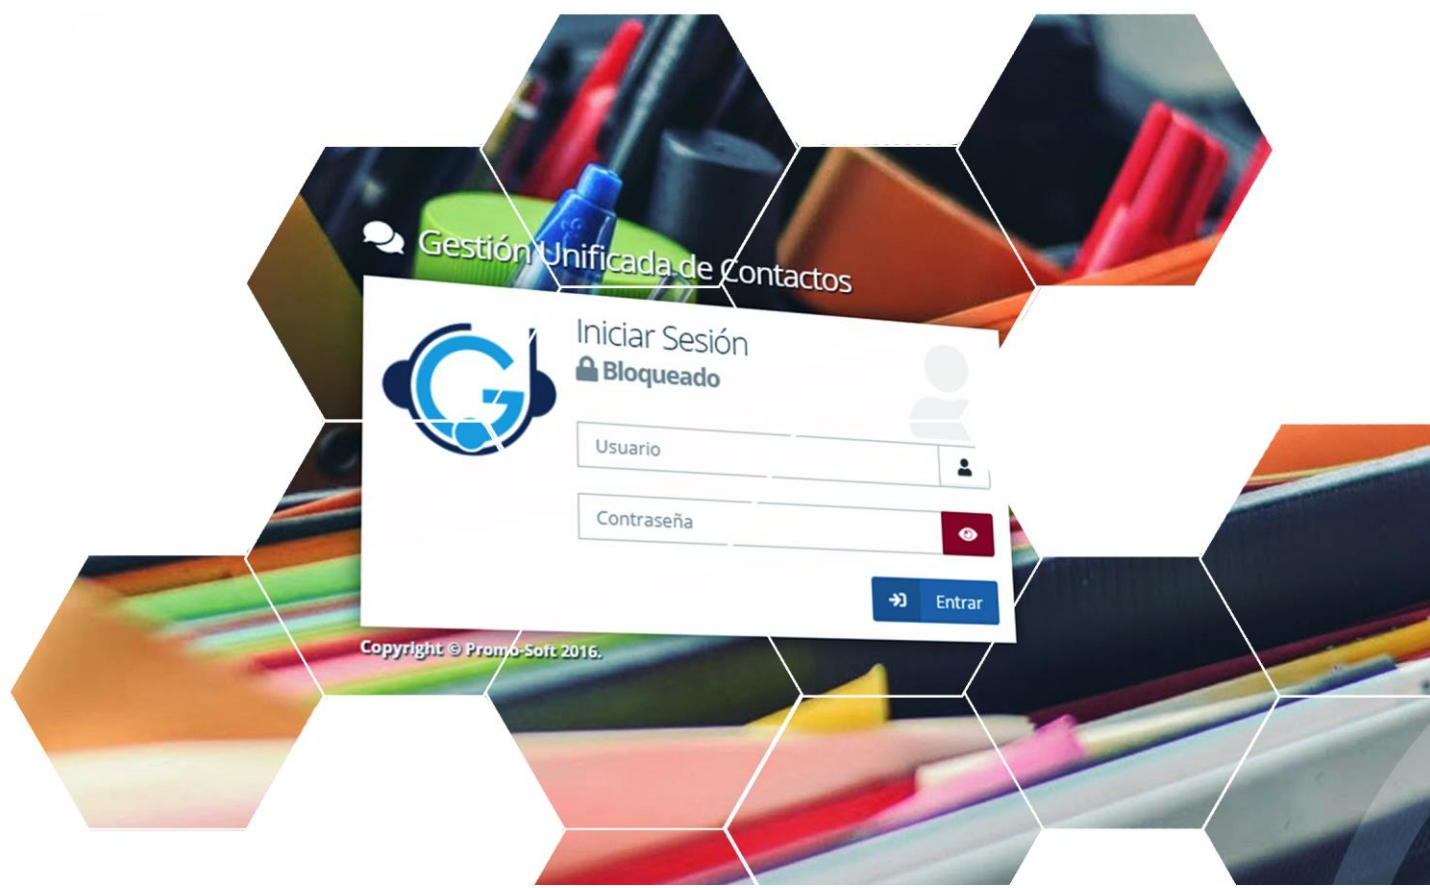 Gestión Unificada de Contactos
Iniciar Sesión
Bloqueado
Usuario
Contraseña
Entrar
Copyright © Promo-Soft 2016.